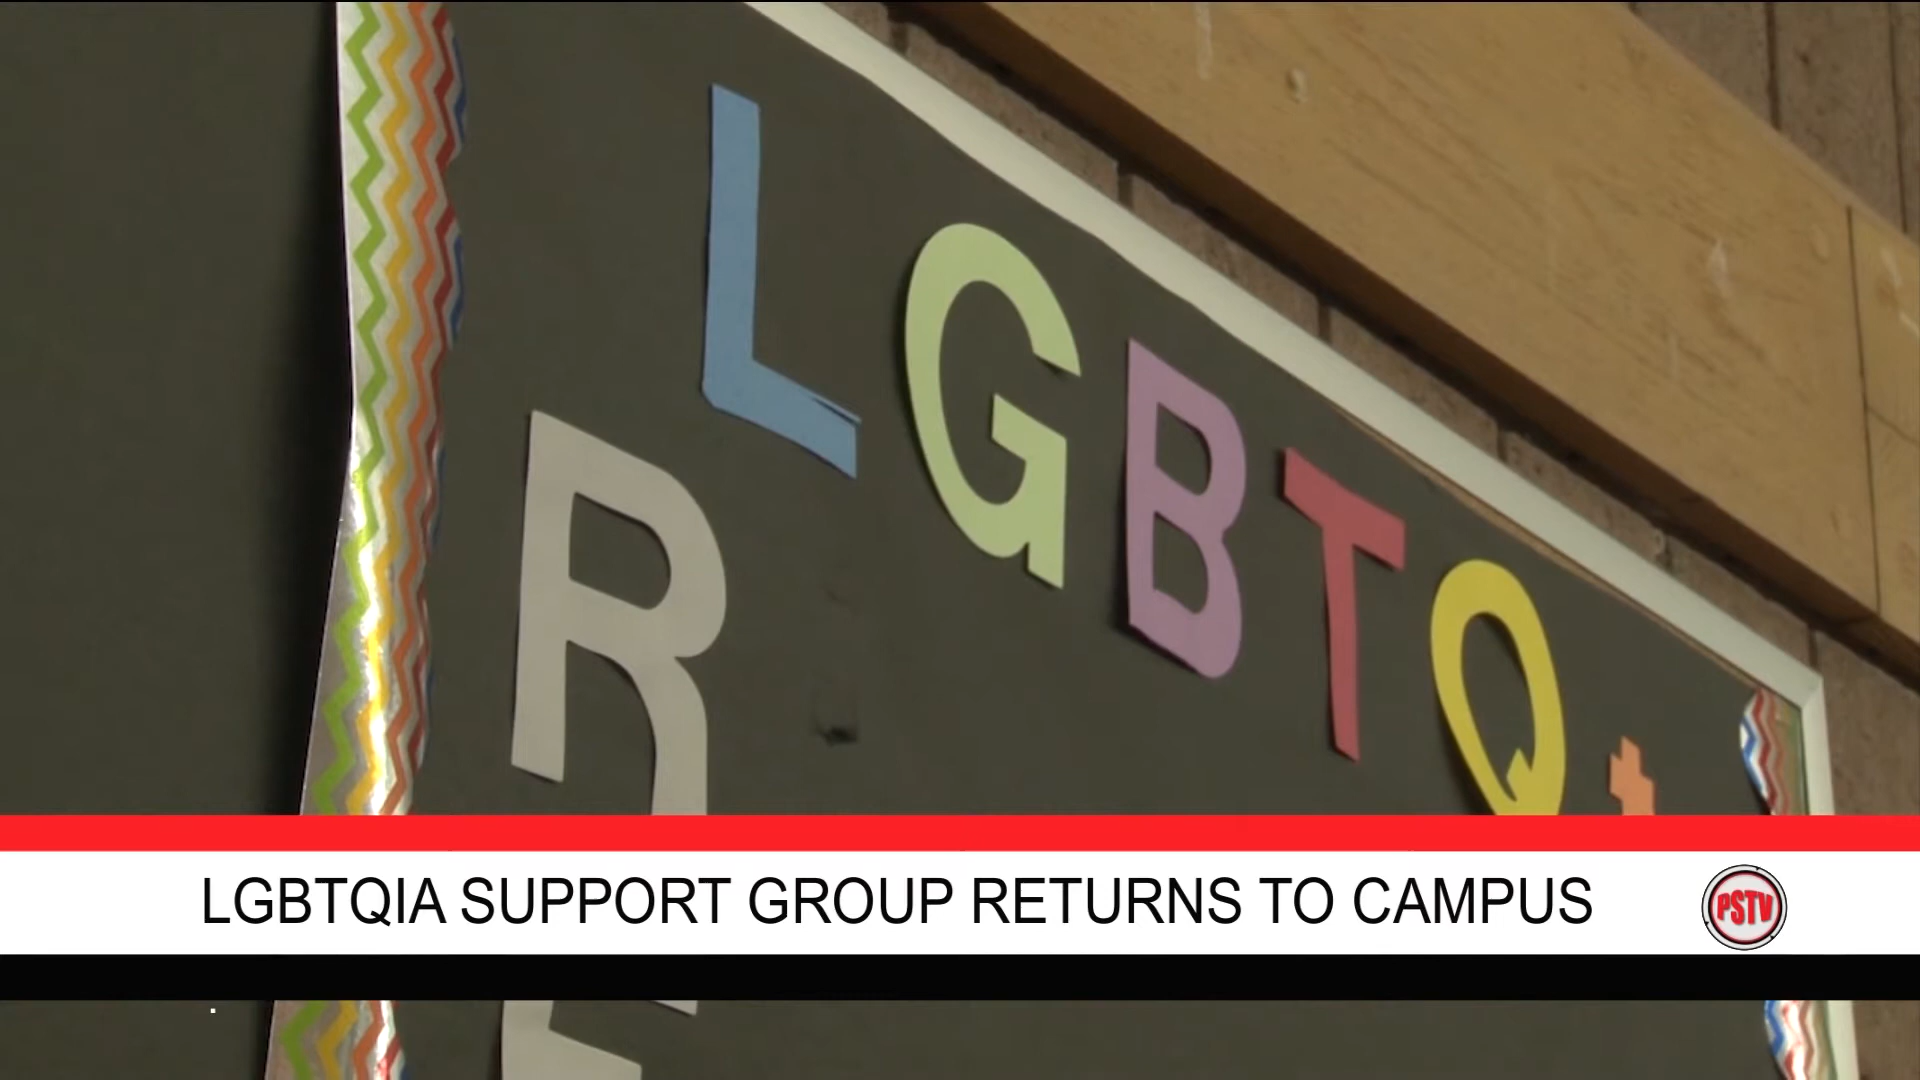 LGBTQ+
R
LGBTQIA SUPPORT GROUP RETURNS TO CAMPUS
PSTV